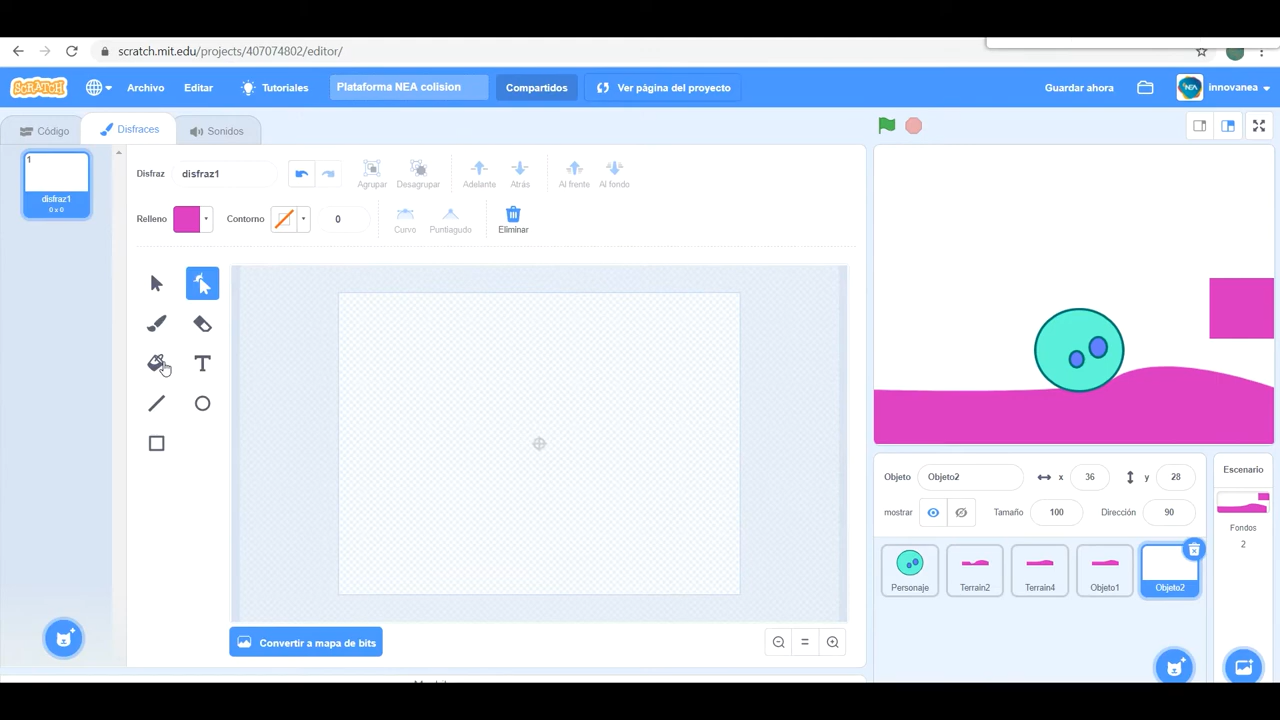 scratch.mit.edu/projects/407074802/editor/
SCRATCH Archivo Editar Tutoriales Plataforma NEA colision Compartidos Ver página del proyecto Guardar ahora NEA innovanea
Código Disfraces Sonidos
1
disfraz1
0 x 0
Disfraz disfraz1 Agrupar Desagrupar Adelante Atrás Al frente Al fondo
Relleno Contorno 0 Curvo Puntiagudo Eliminar
T
Convertir a mapa de bits
Objeto Objeto2 x 36 y 28
mostrar Tamaño 100 Dirección 90
Personaje Terrain2 Terrain4 Objeto1 Objeto2
Escenario
Fondos
2